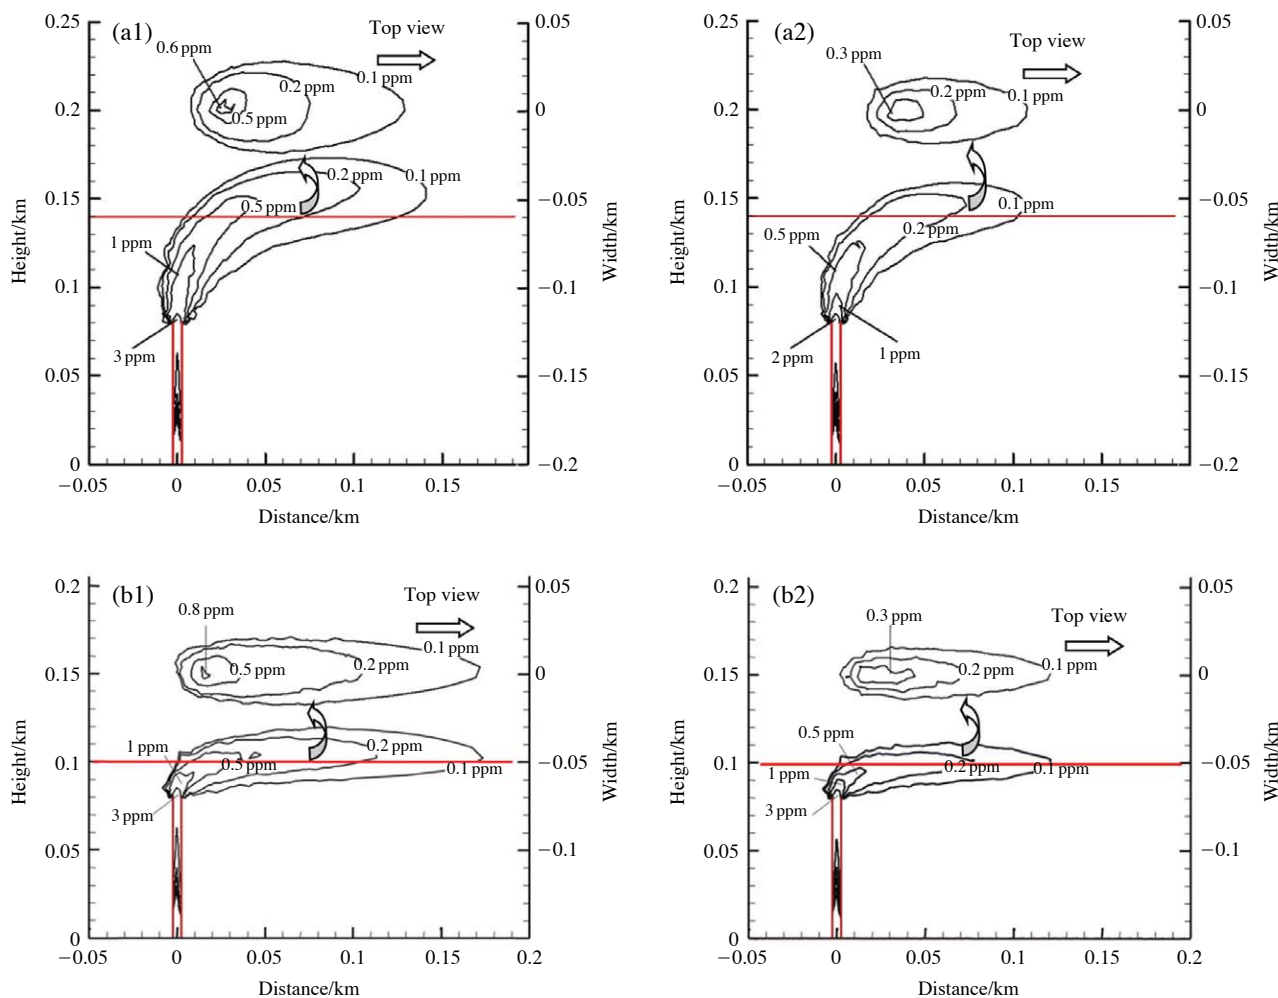 (a1)
Top view
0.6 ppm
0.2 ppm
0.1 ppm
0.5 ppm
0.2 ppm
0.1 ppm
0.5 ppm
1 ppm
3 ppm
0.25
0.2
0.15
0.1
0.05
0
Height/km
0.05
0
−0.05
−0.1
−0.15
−0.2
Width/km
−0.05 0 0.05 0.1 0.15
Distance/km
(a2)
Top view
0.3 ppm
0.2 ppm
0.1 ppm
0.1 ppm
0.2 ppm
0.5 ppm
2 ppm
1 ppm
0.25
0.2
0.15
0.1
0.05
0
Height/km
0.05
0
−0.05
−0.1
−0.15
−0.2
Width/km
−0.05 0 0.05 0.1 0.15
Distance/km
(b1)
Top view
0.8 ppm
0.1 ppm
0.2 ppm
0.5 ppm
1 ppm
0.2 ppm
0.5 ppm
0.1 ppm
3 ppm
0.2
0.15
0.1
0.05
0
Height/km
0.05
0
−0.05
−0.1
Width/km
−0.05 0 0.05 0.1 0.15 0.2
Distance/km
(b2)
Top view
0.3 ppm
0.2 ppm
0.1 ppm
0.5 ppm
0.2 ppm
0.1 ppm
1 ppm
3 ppm
0.2
0.15
0.1
0.05
0
Height/km
0.05
0
−0.05
−0.1
Width/km
−0.05 0 0.05 0.1 0.15 0.2
Distance/km